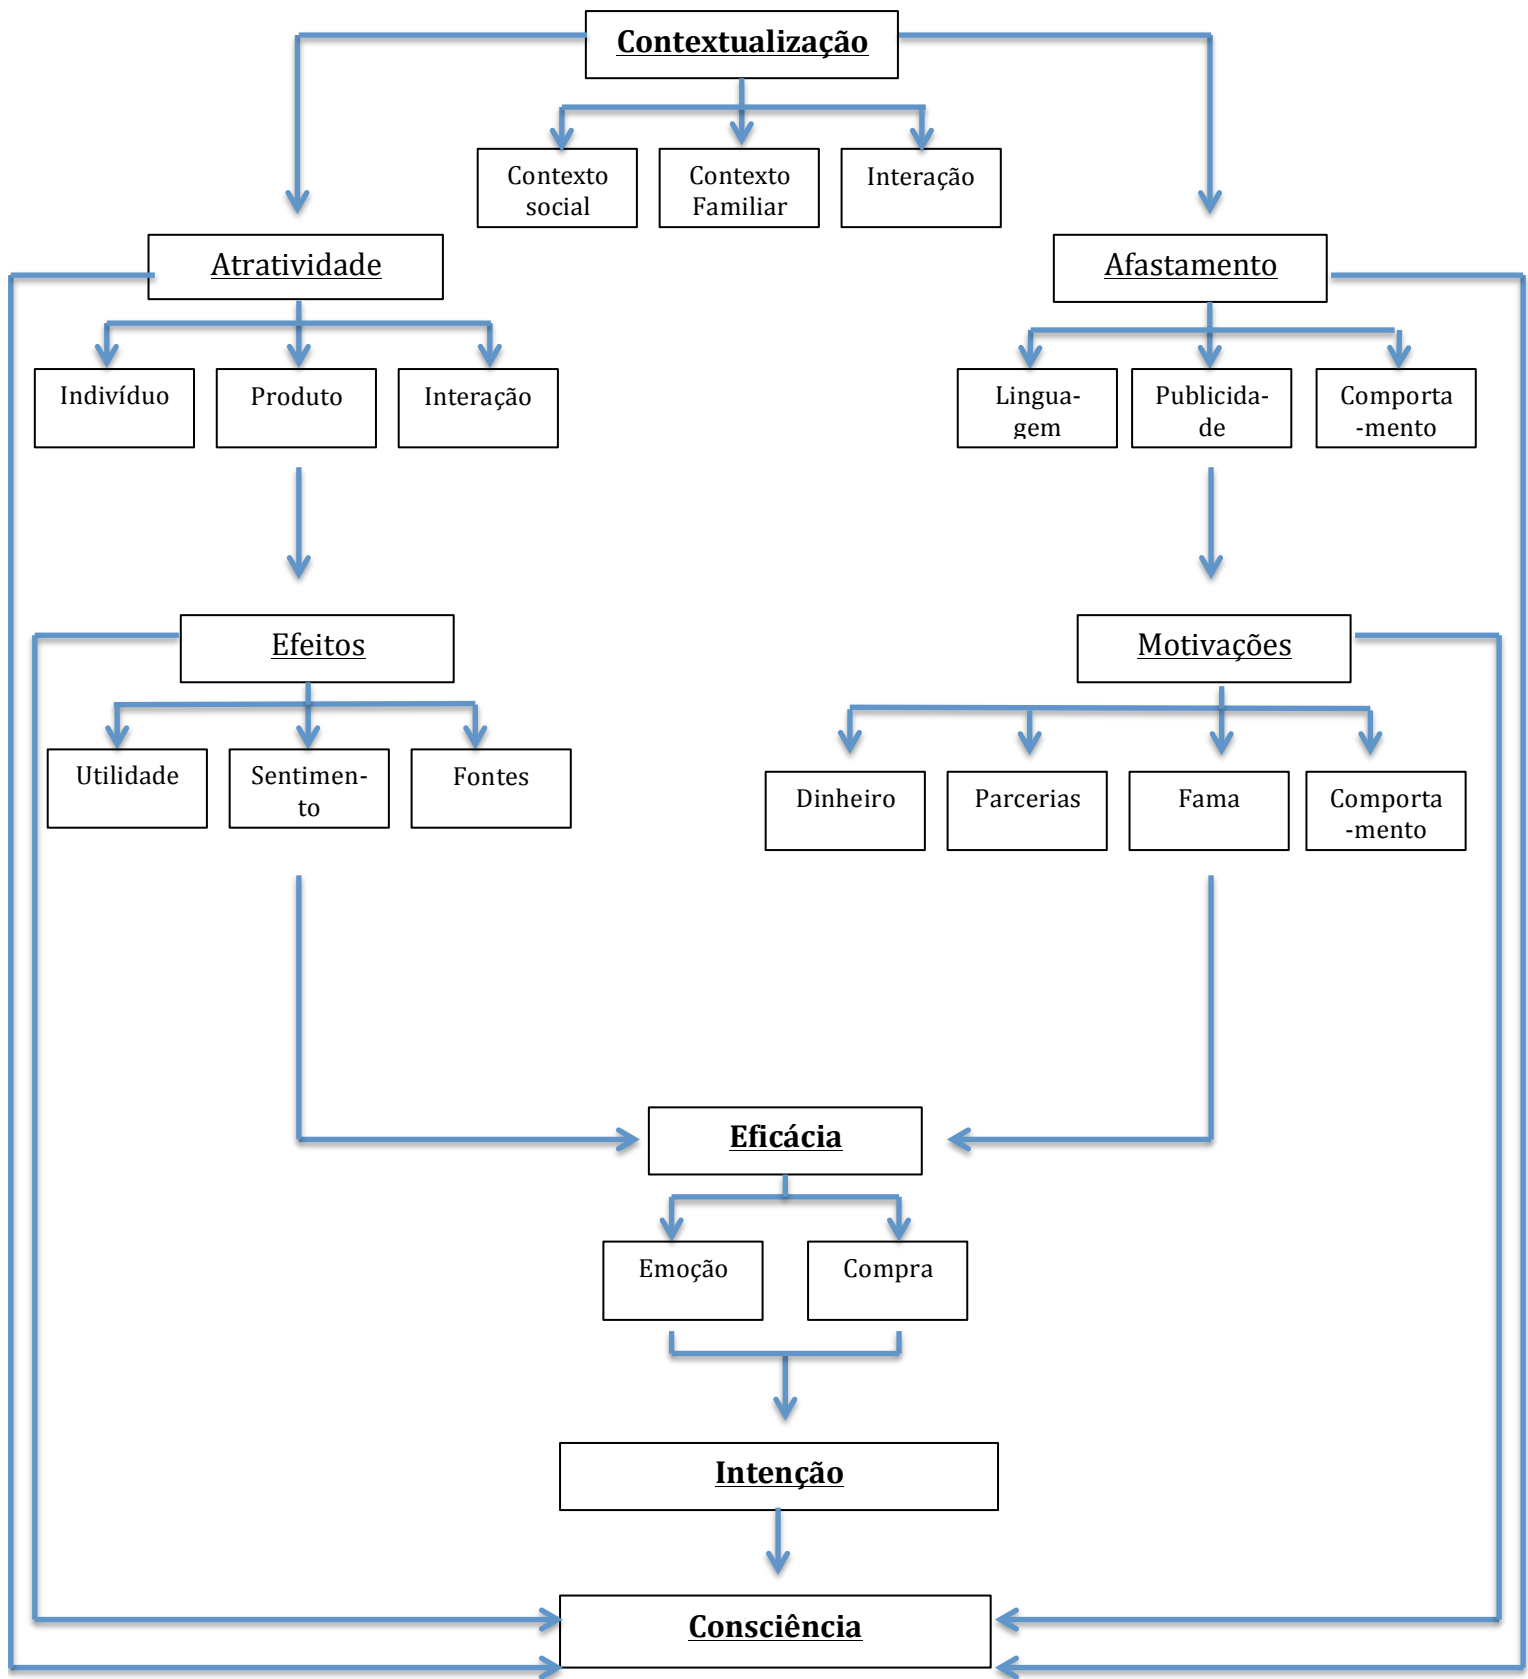 Contextualização
Contexto
social
Contexto
Familiar
Interação
Atratividade
Afastamento
Indivíduo
Produto
Interação
Lingua-
gem
Publicida-
de
Comporta
-mento
Efeitos
Motivações
Utilidade
Sentimen-
to
Fontes
Dinheiro
Parcerias
Fama
Comporta
-mento
Eficácia
Emoção
Compra
Intenção
Consciência